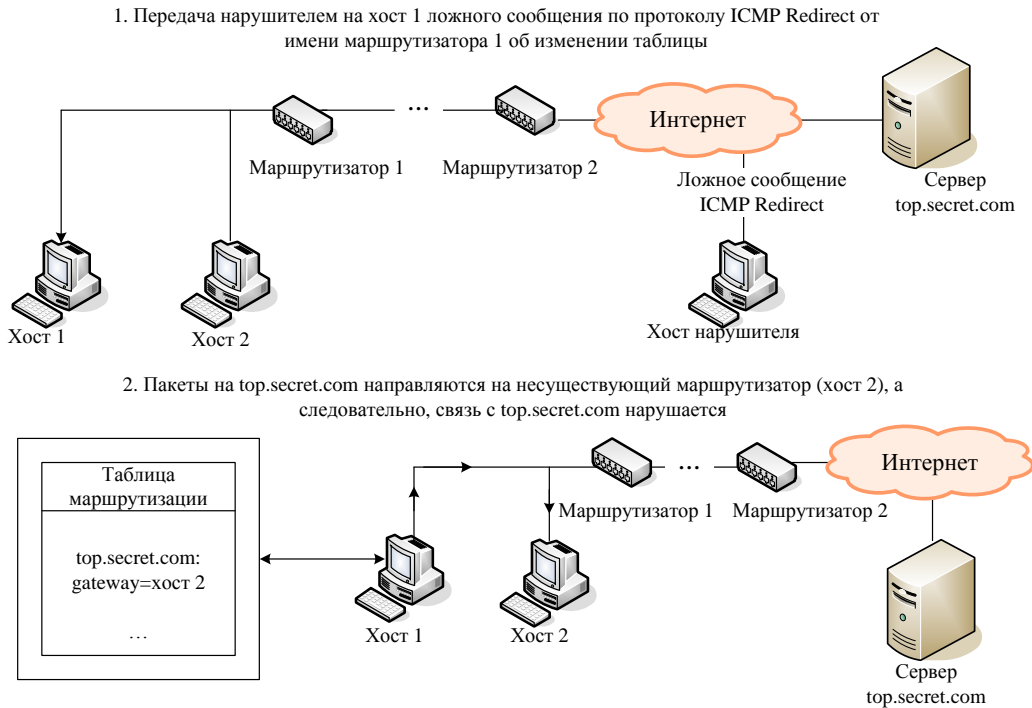 1. Передача нарушителем на хост 1 ложного сообщения по протоколу ICMP Redirect от
имени маршрутизатора 1 об изменении таблицы
...
Интернет
Маршрутизатор 1
Маршрутизатор 2
Ложное сообщение
ICMP Redirect
Сервер
top.secret.com
Хост 1
Хост 2
Хост нарушителя
2. Пакеты на top.secret.com направляются на несуществующий маршрутизатор (хост 2), а
следовательно, связь с top.secret.com нарушается
Таблица
маршрутизации
top.secret.com:
gateway=хост 2
…
...
Интернет
Маршрутизатор 1
Маршрутизатор 2
Хост 1
Хост 2
Сервер
top.secret.com